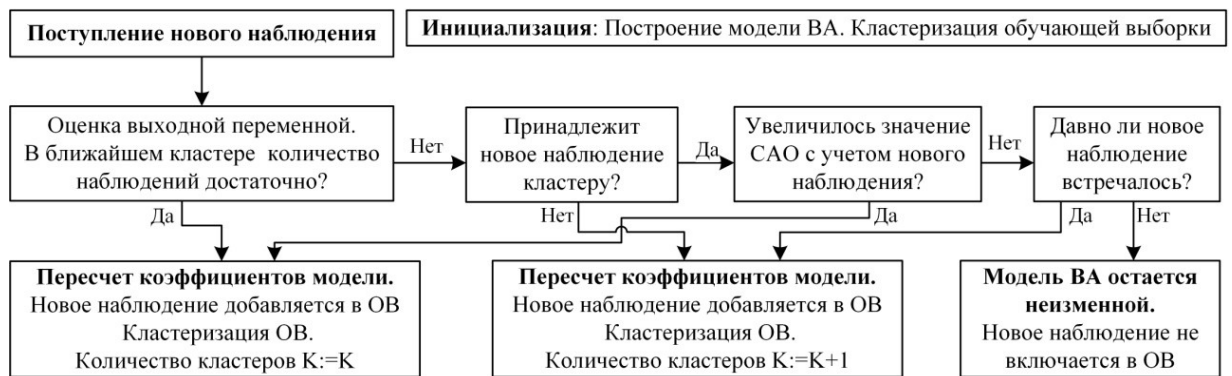 Поступление нового наблюдения
Инициализация: Построение модели ВА. Кластеризация обучающей выборки
Оценка выходной переменной.
В ближайшем кластере количество
наблюдений достаточно?
Нет
Принадлежит
новое наблюдение
кластеру?
Да
Увеличилось значение
САО с учетом нового
наблюдения?
Нет
Давно ли новое
наблюдение
встречалось?
Да
Нет
Да
Да
Нет
Пересчет коэффициентов модели.
Новое наблюдение добавляется в ОВ
Кластеризация ОВ.
Количество кластеров K:=K
Пересчет коэффициентов модели.
Новое наблюдение добавляется в ОВ
Кластеризация ОВ.
Количество кластеров K:=K+1
Модель ВА остается
неизменной.
Новое наблюдение не
включается в ОВ